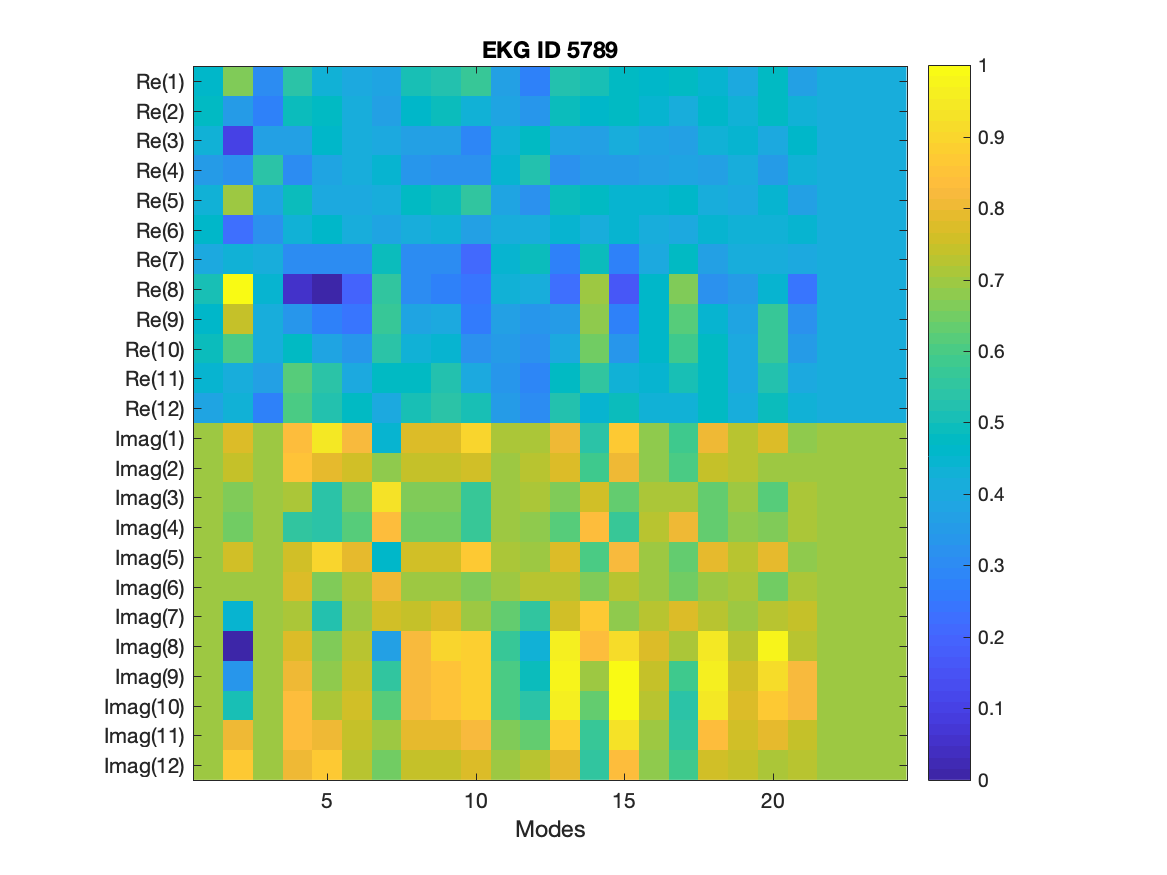 EKG ID 5789
Re(1)
Re(2)
Re(3)
Re(4)
Re(5)
Re(6)
Re(7)
Re(8)
Re(9)
Re(10)
Re(11)
Re(12)
Imag(1)
Imag(2)
Imag(3)
Imag(4)
Imag(5)
Imag(6)
Imag(7)
Imag(8)
Imag(9)
Imag(10)
Imag(11)
Imag(12)
5 10 15 20
Modes
1
0.9
0.8
0.7
0.6
0.5
0.4
0.3
0.2
0.1
0